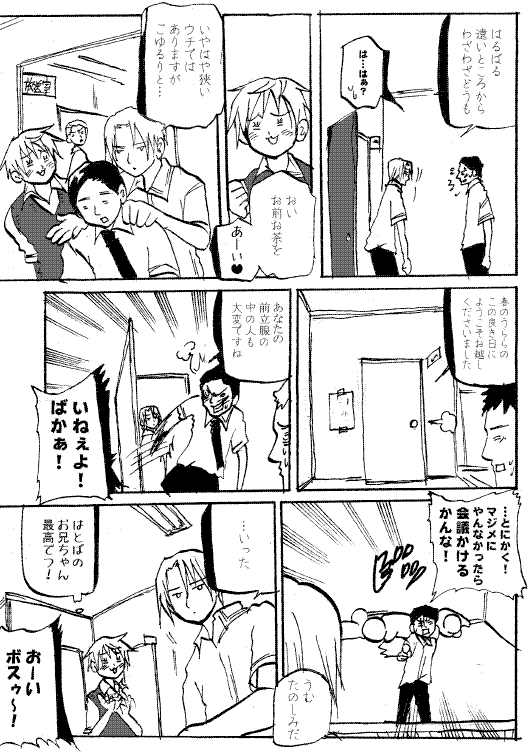 はるばる
遠いところから
わざわざどうも
は…はぁ？
おい
お前お茶を
あーい♥
いやはや狭い
ウチでは
ありますが
ごゆるりと…
春のうららの
この良き日に
ようこそお越し
くださいました
あなたの
前立腺の
中の人も
大変ですね
いねぇよ！
ばかぁ！
…とにかく！
マジメに
やんなかったら
会議かける
かんな！
うむ
たのしみだ
…いった
はとばの
お兄ちゃん
最高でつ！
おーい
ボスゥ～！